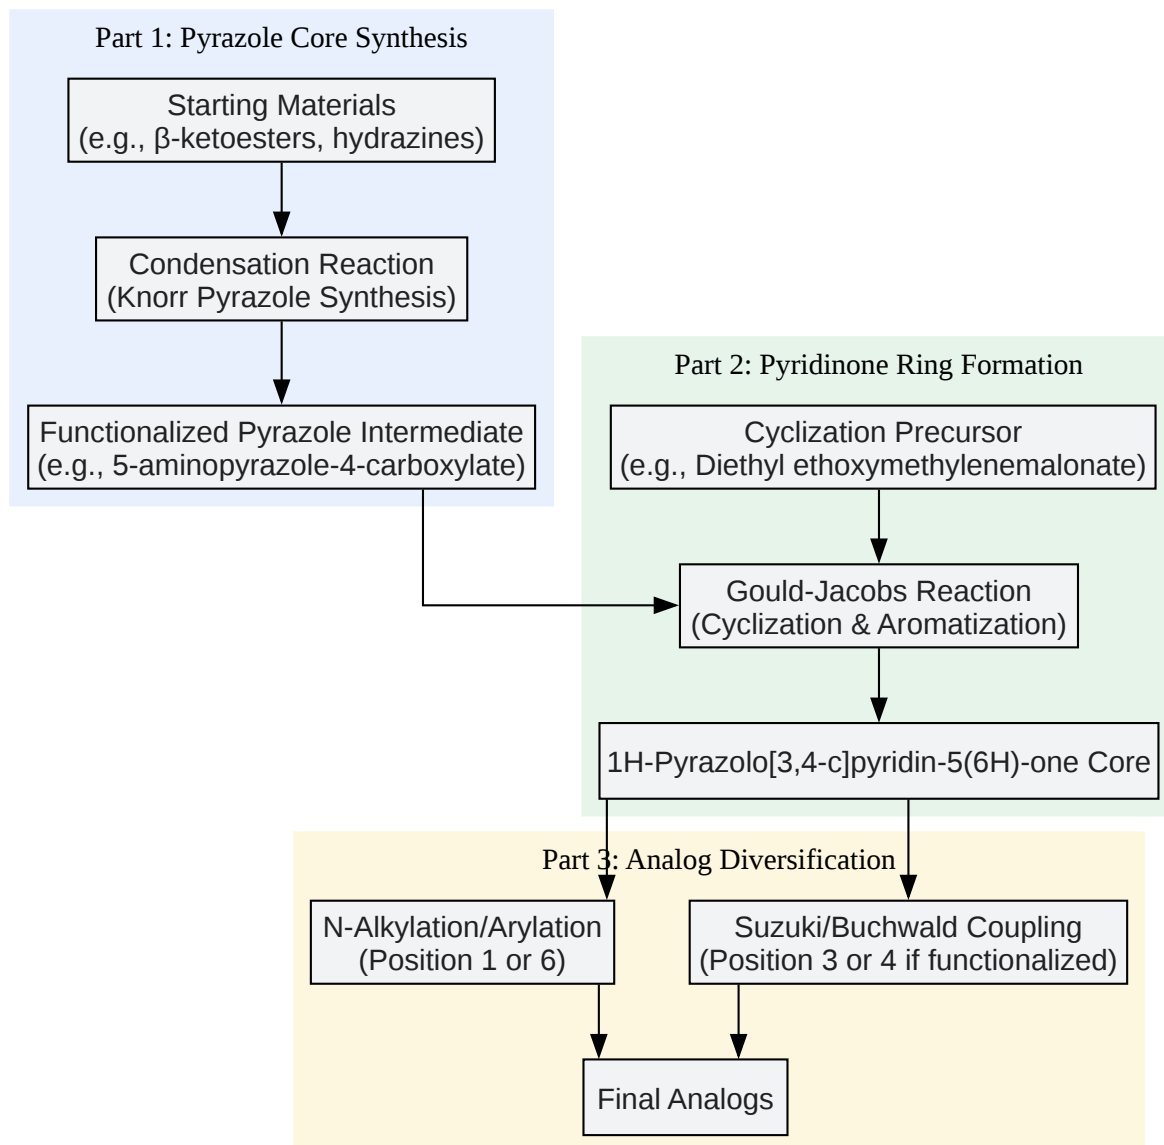 Part 1: Pyrazole Core Synthesis
Starting Materials
(e.g., β-ketoesters, hydrazines)
Condensation Reaction
(Knorr Pyrazole Synthesis)
Functionalized Pyrazole Intermediate
(e.g., 5-aminopyrazole-4-carboxylate)
Part 2: Pyridinone Ring Formation
Cyclization Precursor
(e.g., Diethyl ethoxymethylenemalonate)
Gould-Jacobs Reaction
(Cyclization & Aromatization)
1H-Pyrazolo[3,4-c]pyridin-5(6H)-one Core
Part 3: Analog Diversification
N-Alkylation/Arylation
(Position 1 or 6)
Suzuki/Buchwald Coupling
(Position 3 or 4 if functionalized)
Final Analogs